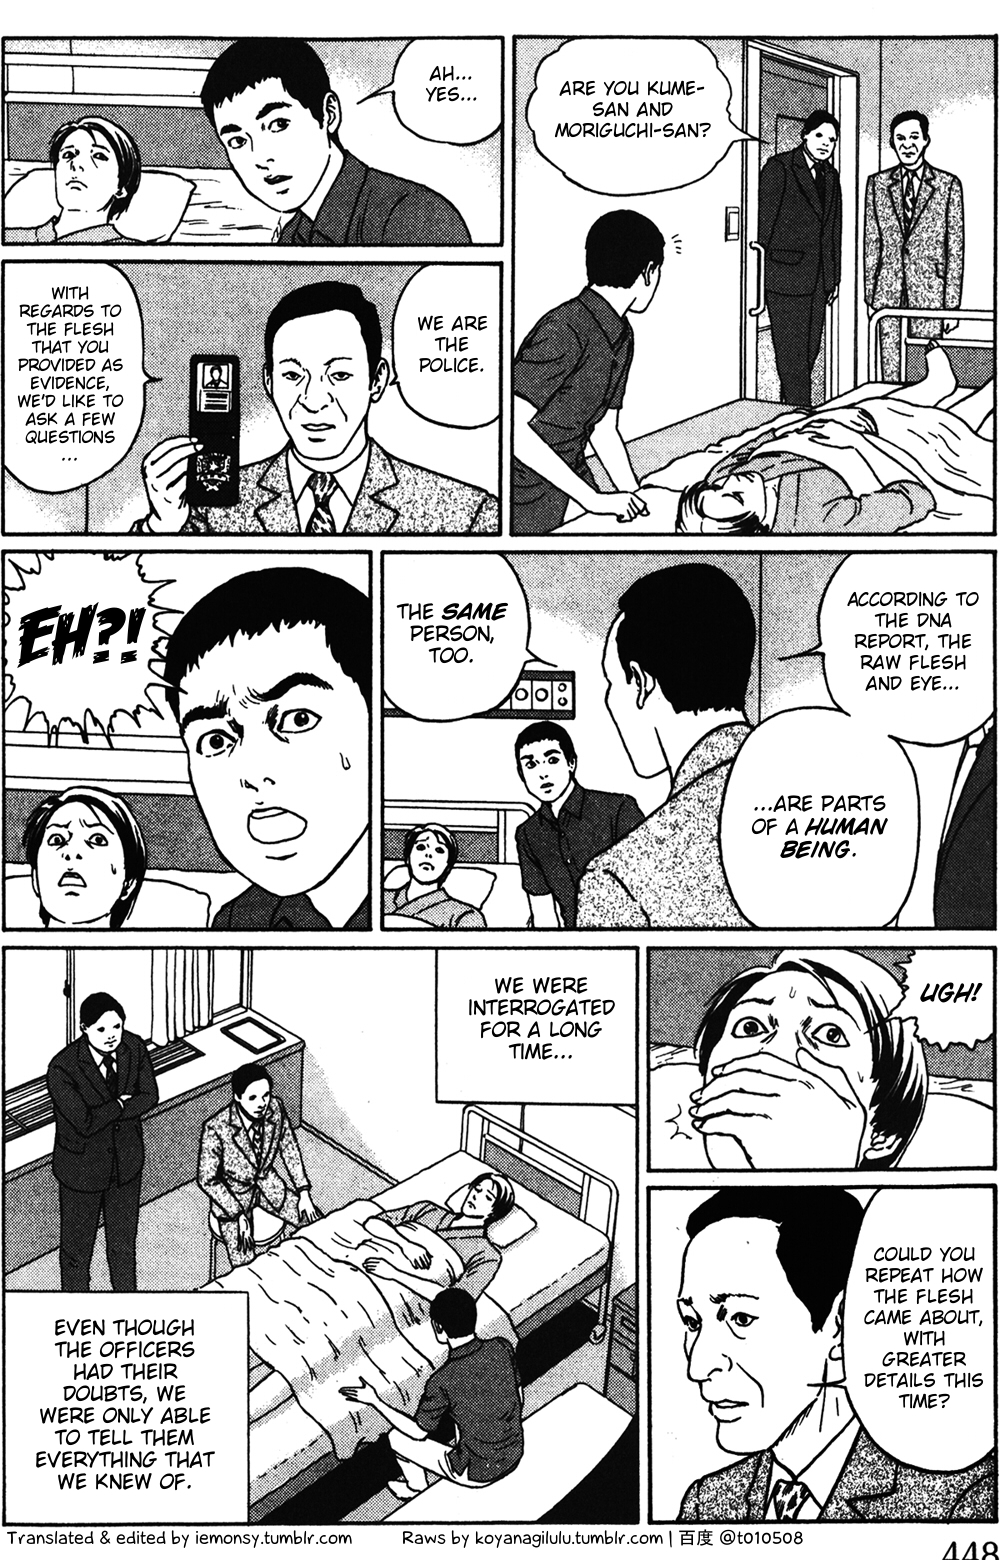 ARE YOU KUME-
SAN AND
MORIGUCHI-SAN?
AH...
YES...
WE ARE
THE
POLICE.
WITH
REGARDS TO
THE FLESH
THAT YOU
PROVIDED AS
EVIDENCE,
WE'D LIKE TO
ASK A FEW
QUESTIONS
...
ACCORDING TO
THE DNA
REPORT, THE
RAW FLESH
AND EYE...
...ARE PARTS
OF A HUMAN
BEING.
THE SAME
PERSON,
TOO.
EH?!
UGH!
COULD YOU
REPEAT HOW
THE FLESH
CAME ABOUT,
WITH
GREATER
DETAILS THIS
TIME?
WE WERE
INTERROGATED
FOR A LONG
TIME...
EVEN THOUGH
THE OFFICERS
HAD THEIR
DOUBTS, WE
WERE ONLY ABLE
TO TELL THEM
EVERYTHING THAT
WE KNEW OF.
Translated & edited by iemonsy.tumblr.com
Raws by koyanagilulu.tumblr.com | 百度 @t010508
448